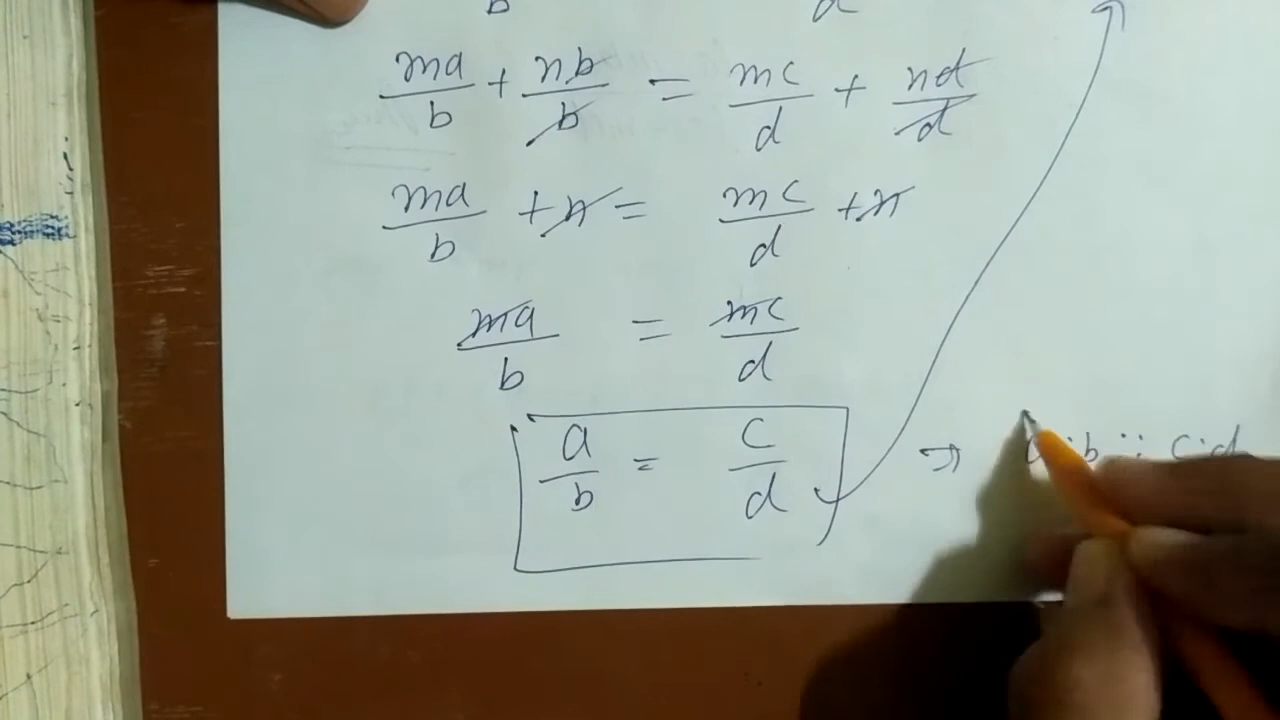 b d
ma/b + nb/b = mc/d + nd/d
ma/b + n = mc/d + n
ma/b = mc/d
a/b = c/d ⇒ a:b :: c:d